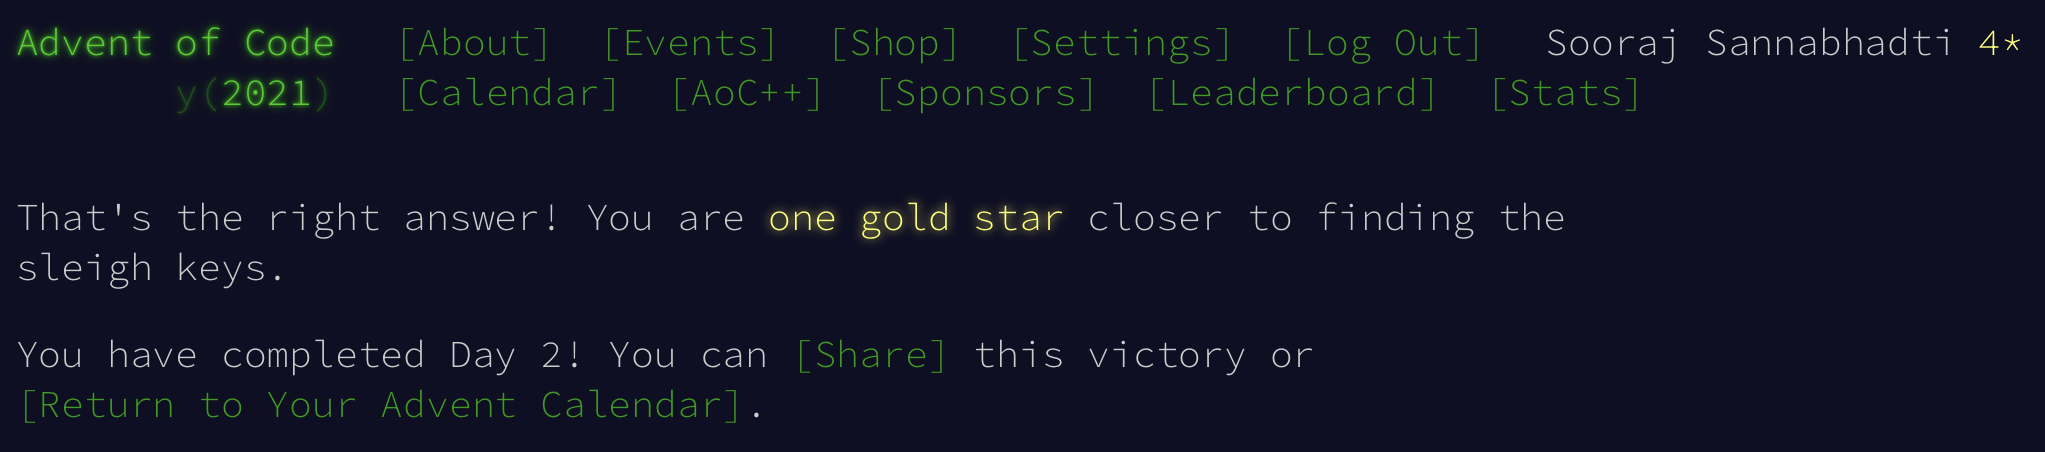 Advent of Code [About] [Events] [Shop] [Settings] [Log Out] Sooraj Sannabhadti 4*
y(2021) [Calendar] [AoC++] [Sponsors] [Leaderboard] [Stats]
That's the right answer! You are one gold star closer to finding the
sleigh keys.
You have completed Day 2! You can [Share] this victory or
[Return to Your Advent Calendar].